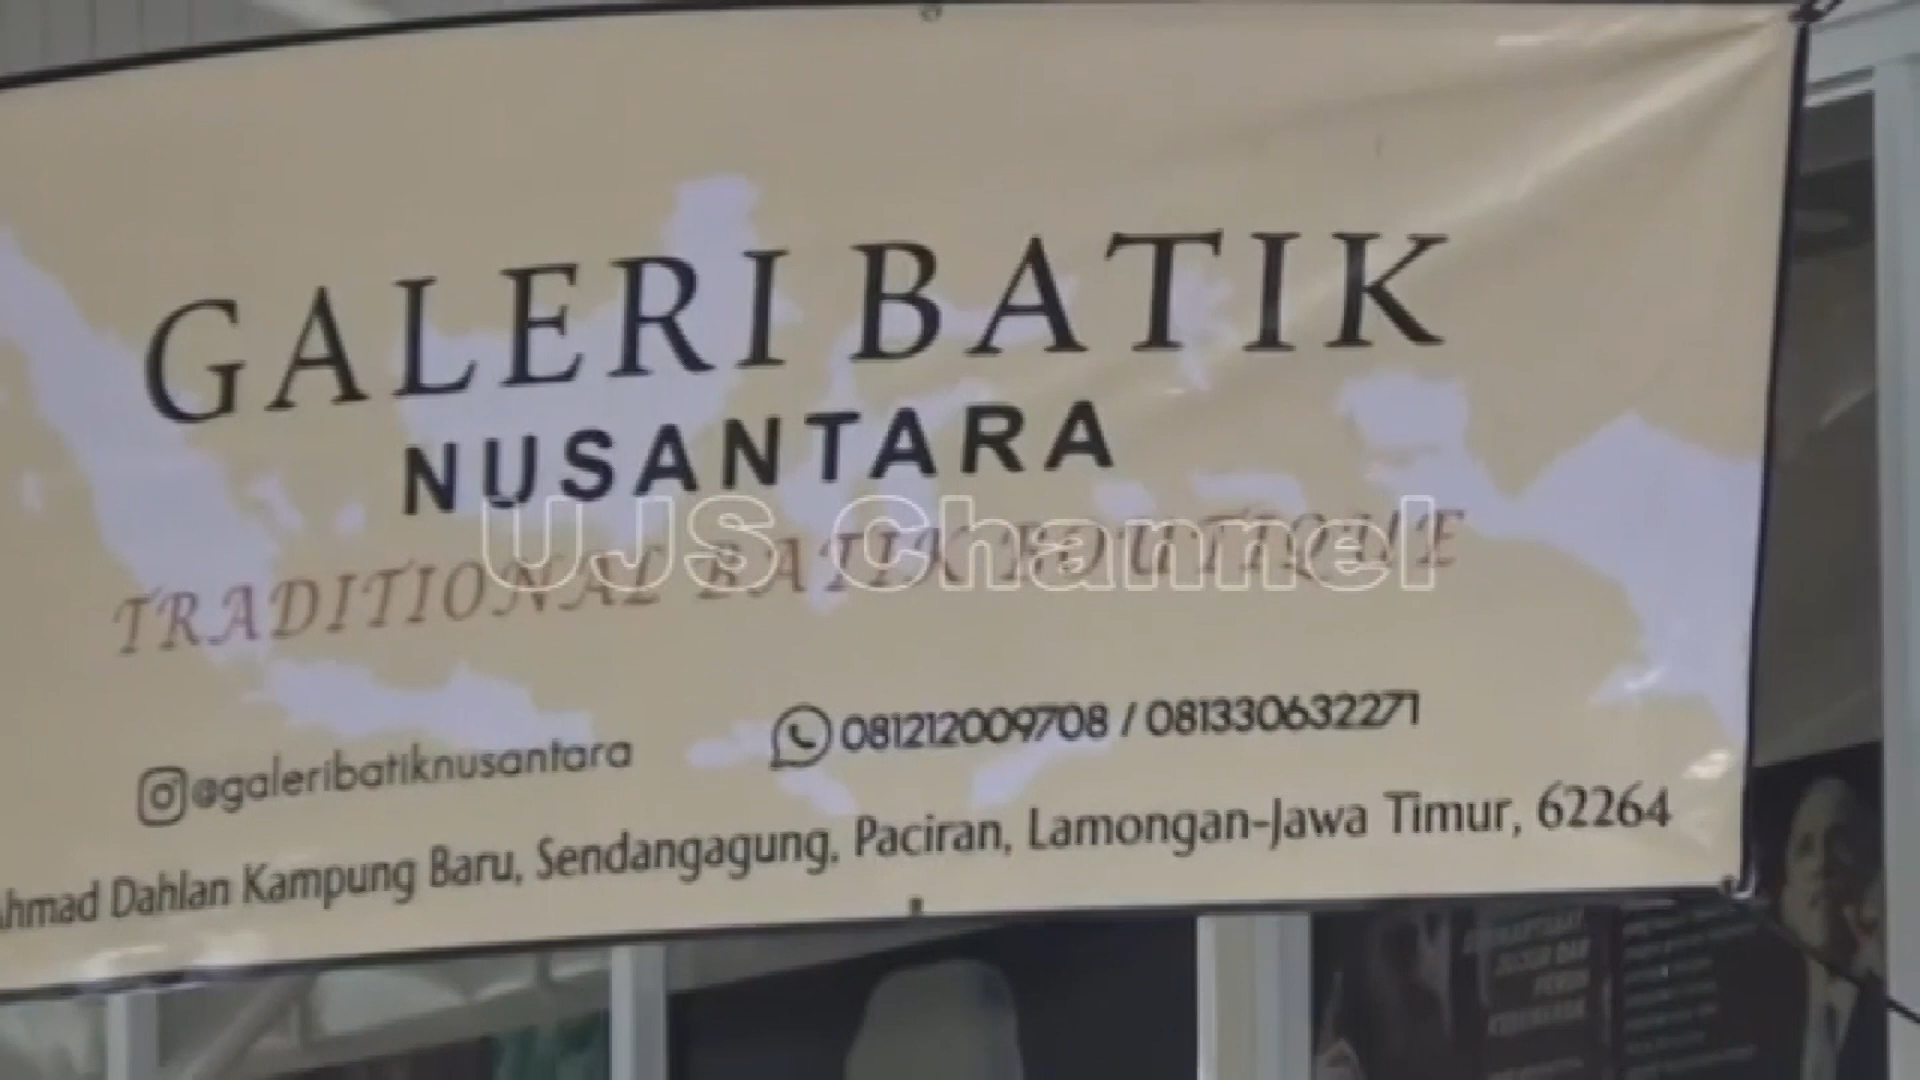 GALERI BATIK
NUSANTARA
UJS Channel
TRADITIONAL BATIK BOUTIQUE
@galeribatiknusantara
081212009708 / 081330632271
Ahmad Dahlan Kampung Baru, Sendangagung, Paciran, Lamongan-Jawa Timur, 62264